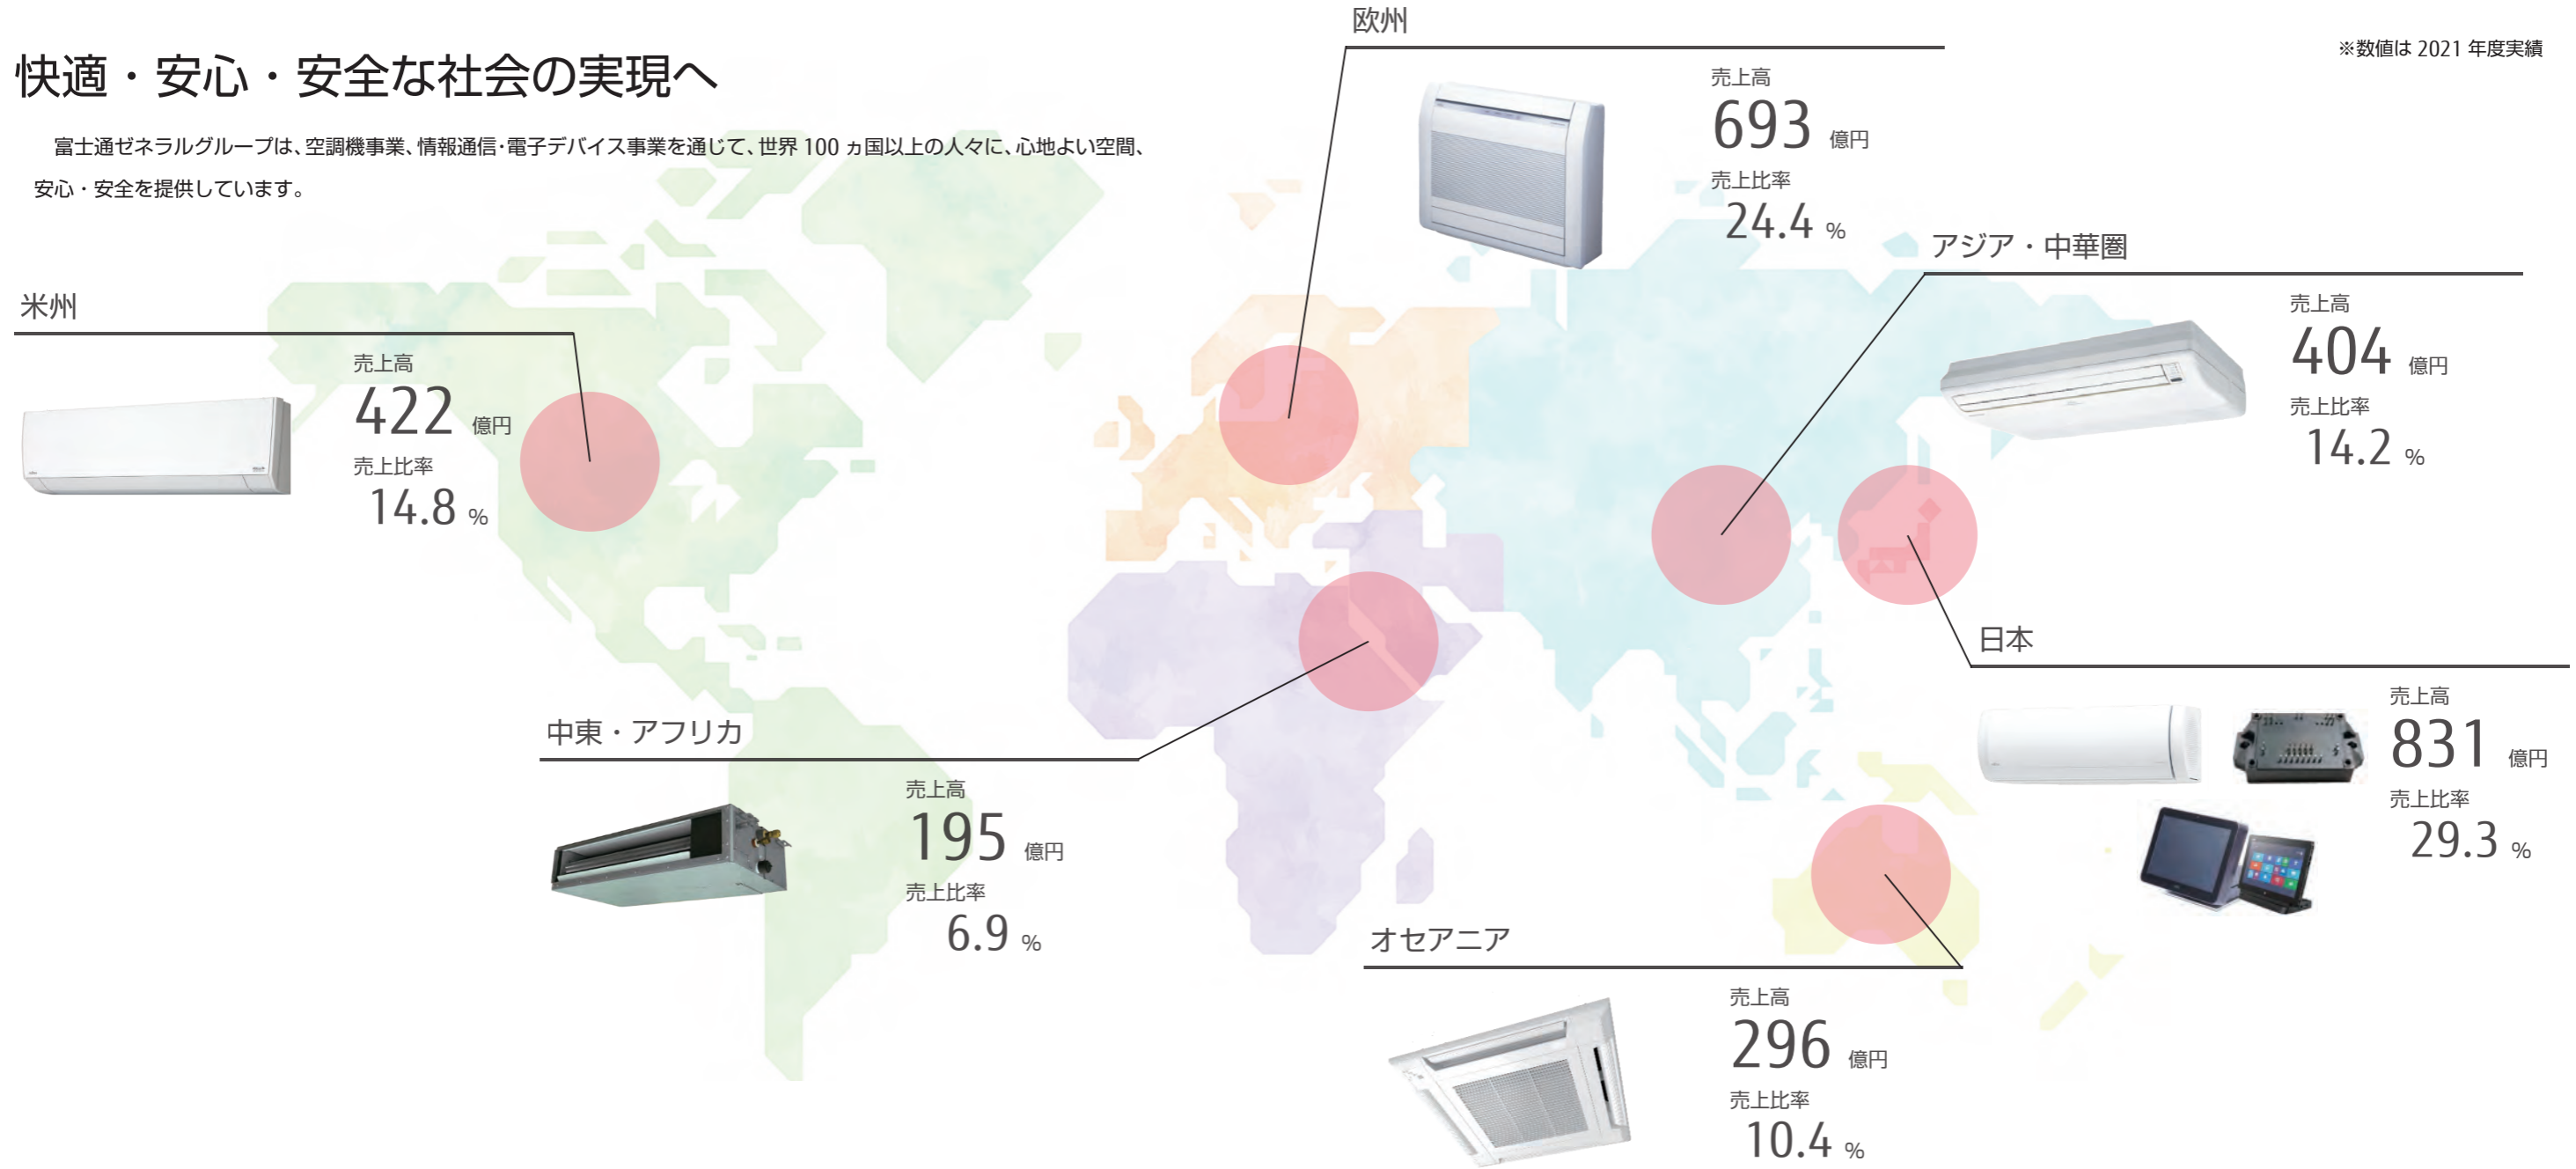 快適・安心・安全な社会の実現へ
富士通ゼネラルグループは、空調機事業、情報通信・電子デバイス事業を通じて、世界 100 ヵ国以上の人々に、心地よい空間、
安心・安全を提供しています。
※数値は 2021 年度実績
欧州
売上高
693 億円
売上比率
24.4 %
アジア・中華圏
売上高
404 億円
売上比率
14.2 %
米州
売上高
422 億円
売上比率
14.8 %
日本
売上高
831 億円
売上比率
29.3 %
中東・アフリカ
売上高
195 億円
売上比率
6.9 %
オセアニア
売上高
296 億円
売上比率
10.4 %